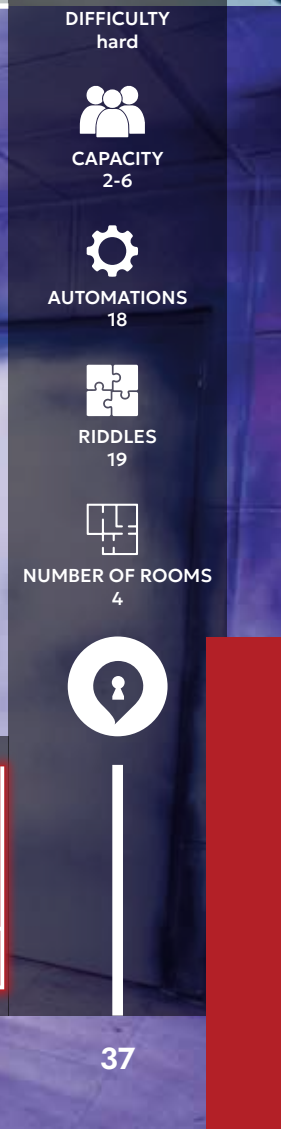 DIFFICULTY
hard
CAPACITY
2-6
AUTOMATIONS
18
RIDDLES
19
NUMBER OF ROOMS
4
37